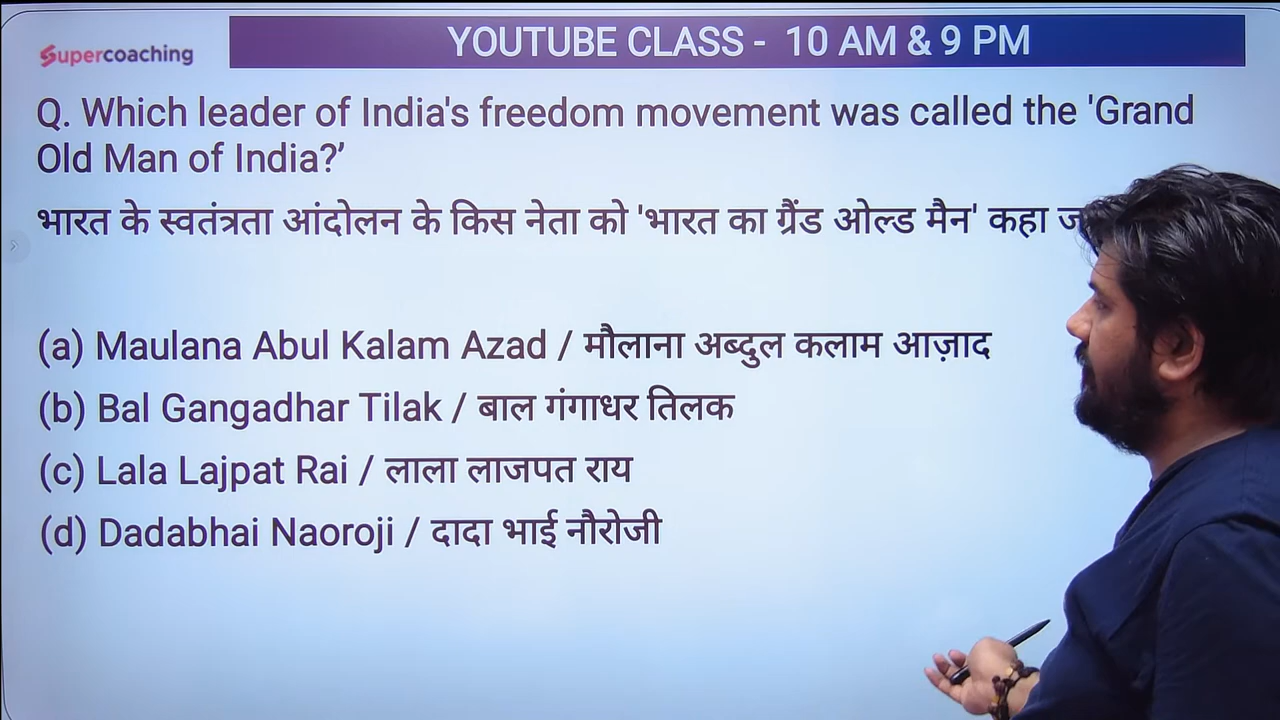 Supercoaching
YOUTUBE CLASS - 10 AM & 9 PM
Q. Which leader of India's freedom movement was called the 'Grand
Old Man of India?’
भारत के स्वतंत्रता आंदोलन के किस नेता को 'भारत का ग्रैंड ओल्ड मैन' कहा
(a) Maulana Abul Kalam Azad / मौलाना अब्दुल कलाम आज़ाद
(b) Bal Gangadhar Tilak / बाल गंगाधर तिलक
(c) Lala Lajpat Rai / लाला लाजपत राय
(d) Dadabhai Naoroji / दादा भाई नौरोजी